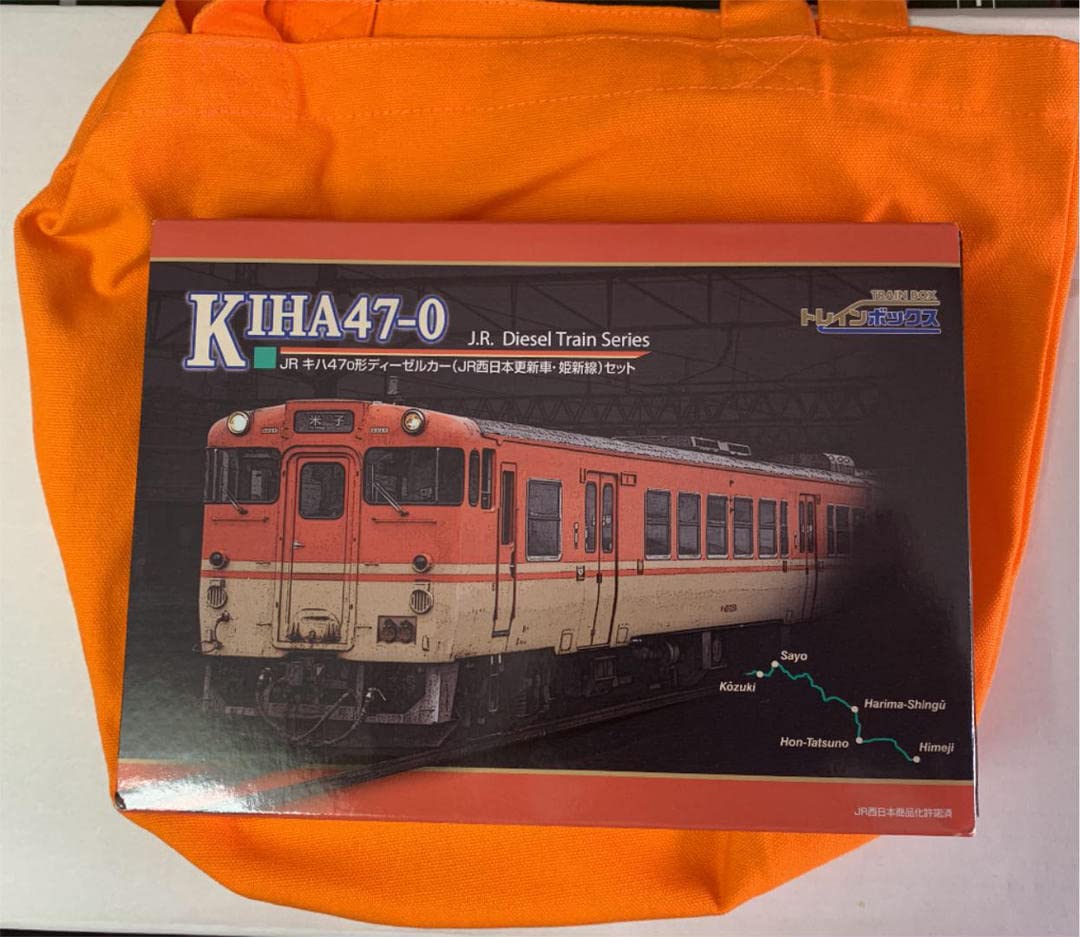 KIHA47-0
TRAIN BOX
トレインボックス
J.R. Diesel Train Series
JR キハ47 0形ディーゼルカー(JR西日本更新車・姫新線)セット
米子
Sayo
Kōzuki
Harima-Shingū
Hon-Tatsuno
Himeji
JR西日本商品化許諾済